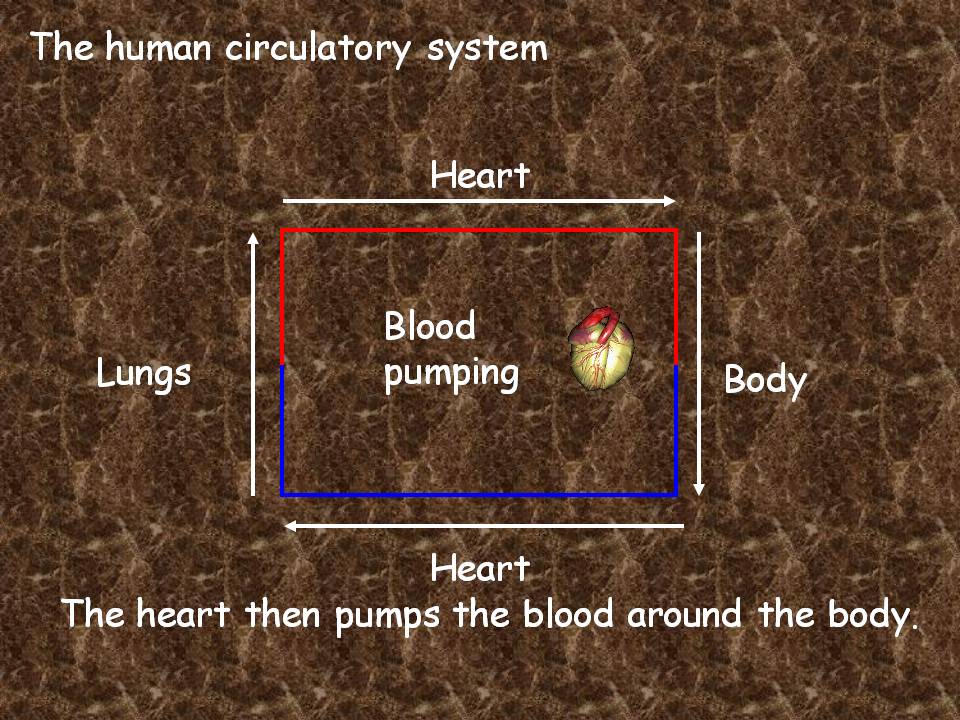 The human circulatory system
Heart
Blood
pumping
Lungs
Body
Heart
The heart then pumps the blood around the body.